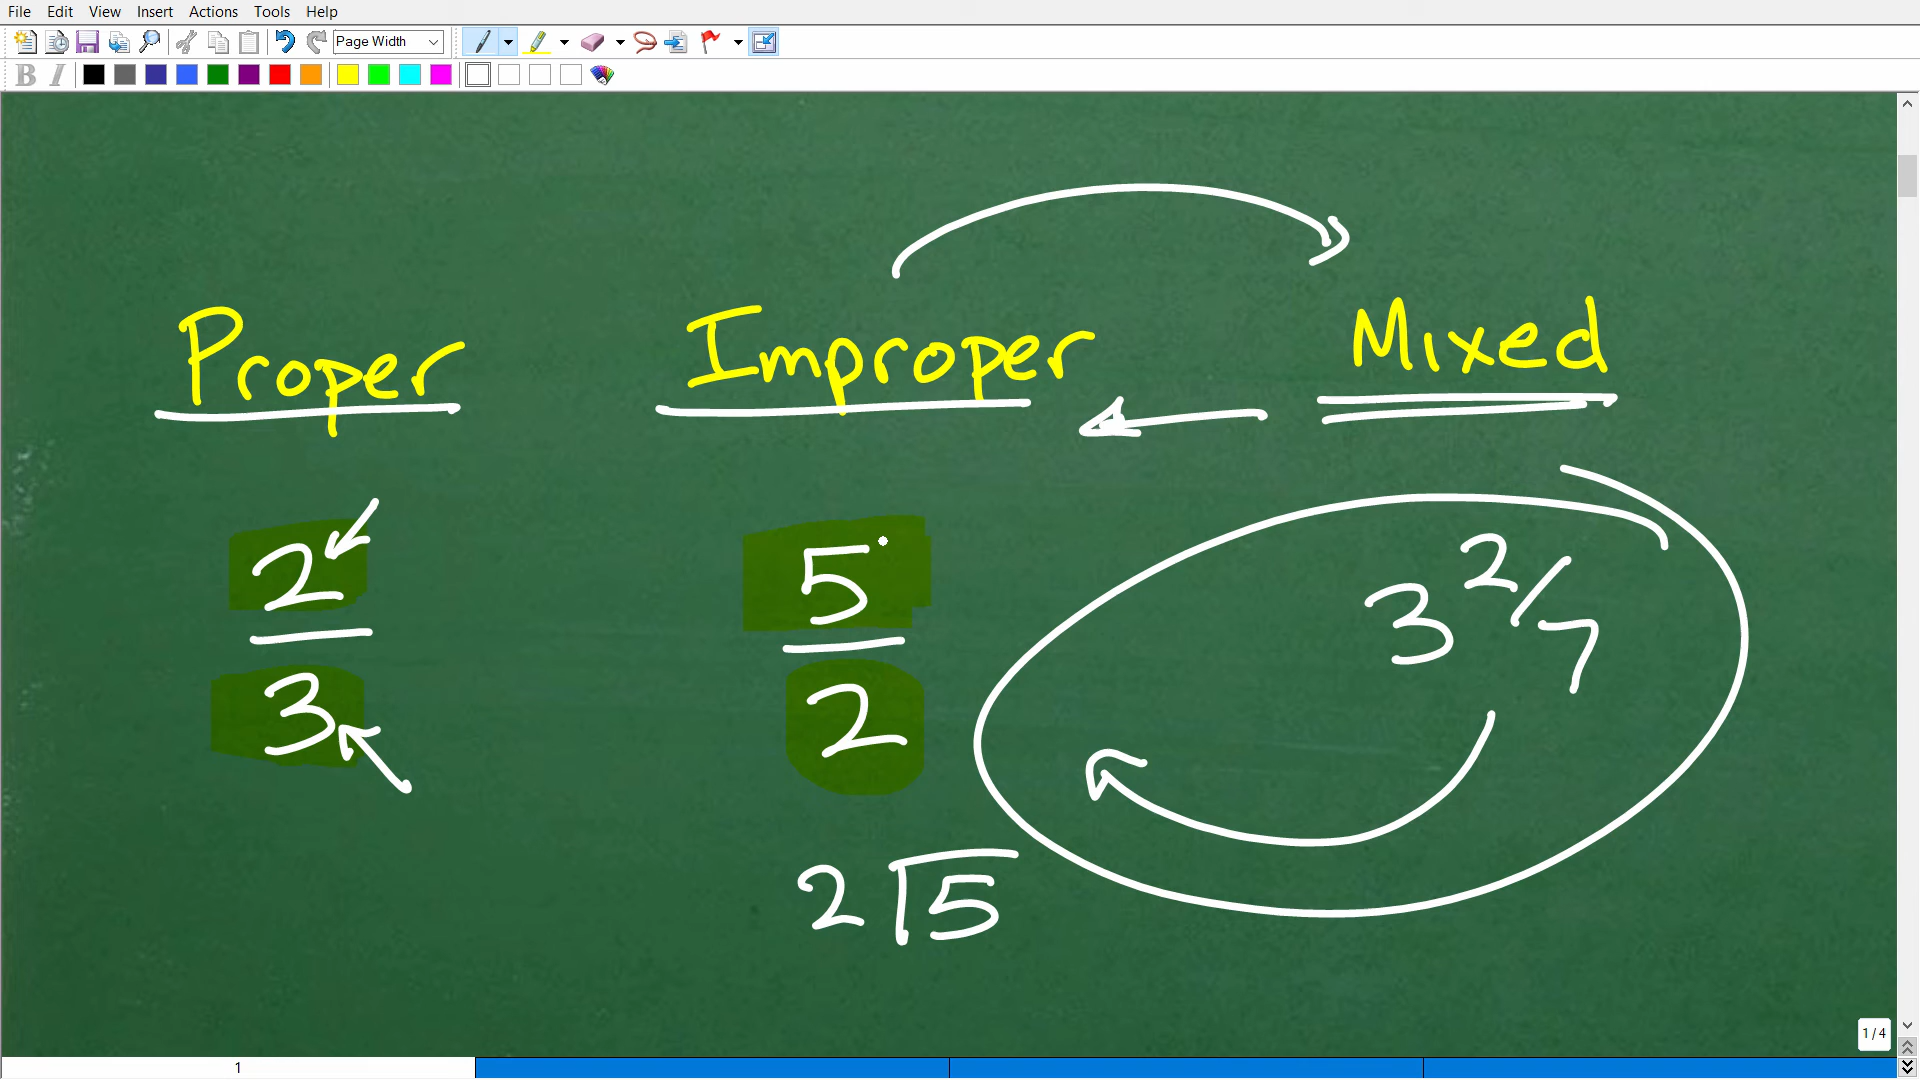 File Edit View Insert Actions Tools Help
Page Width
B I
Proper Improper Mixed
2/3 5/2 3 2/7
2 5
1/4
1